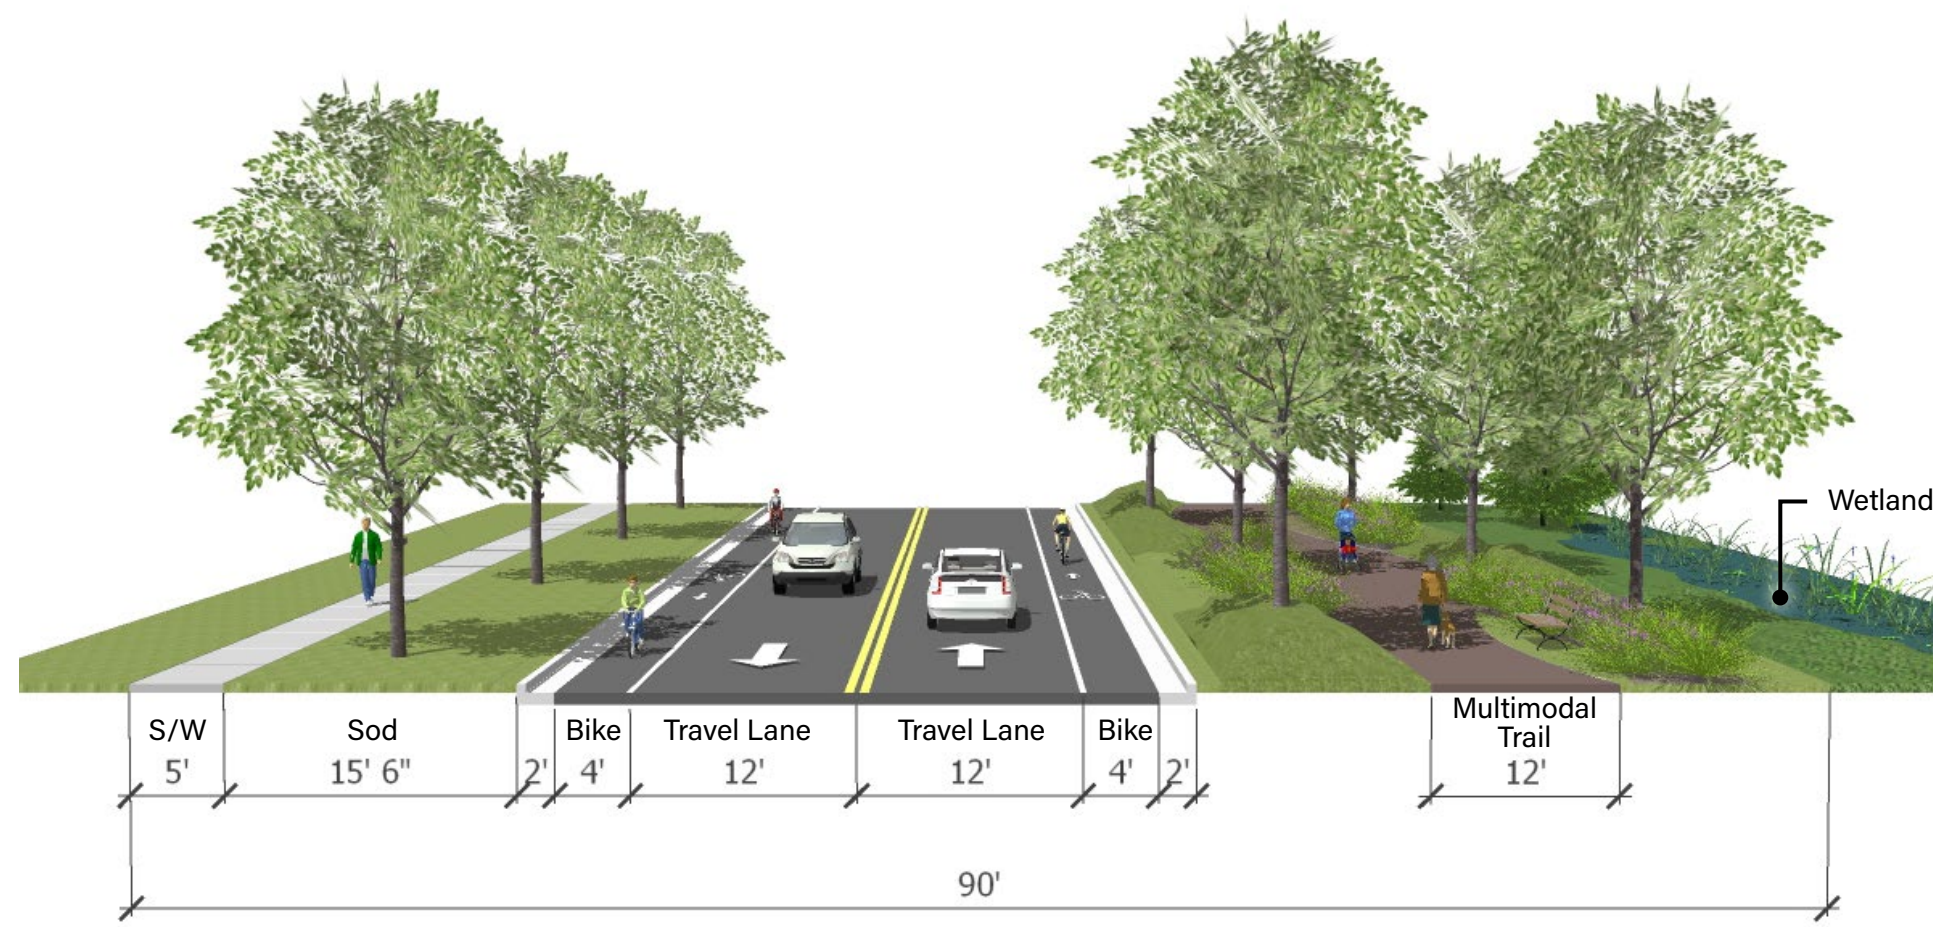 Wetland
S/W
Sod
Bike
Travel Lane
Travel Lane
Bike
Multimodal
Trail
5'
15' 6"
2'
4'
12'
12'
4'
2'
12'
90'